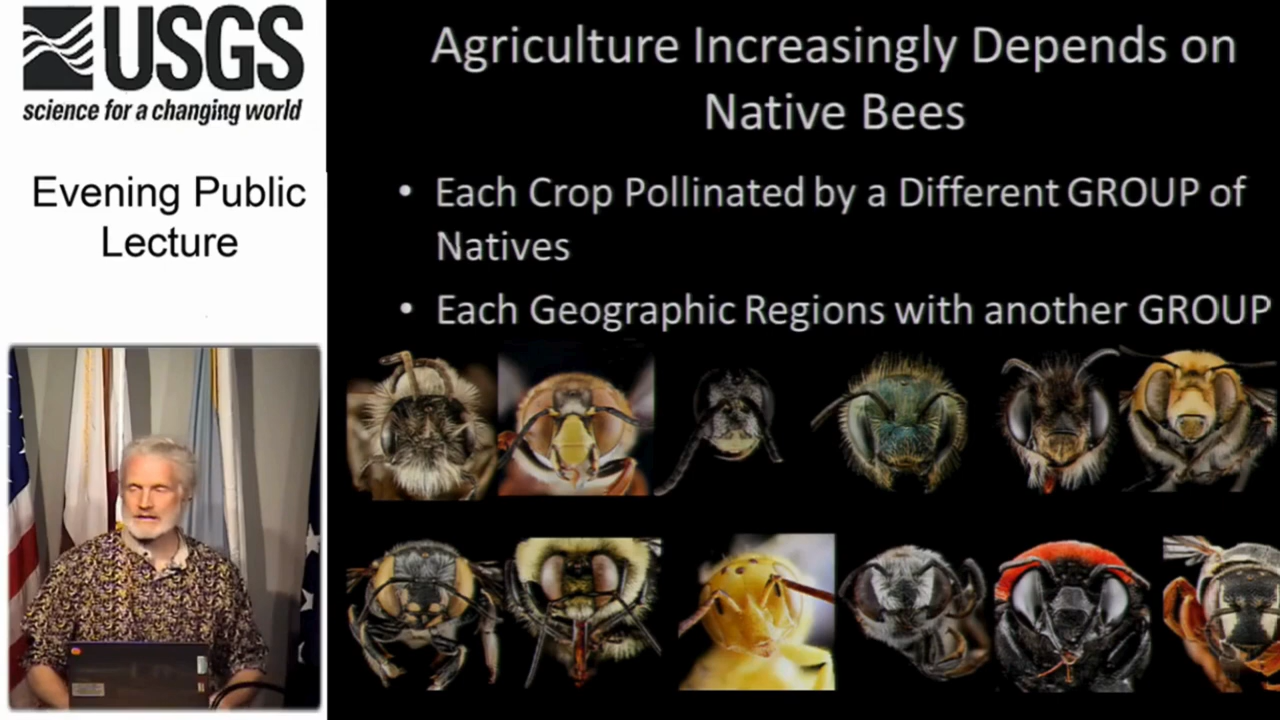 USGS
science for a changing world
Evening Public
Lecture
Agriculture Increasingly Depends on
Native Bees
• Each Crop Pollinated by a Different GROUP of
Natives
• Each Geographic Regions with another GROUP